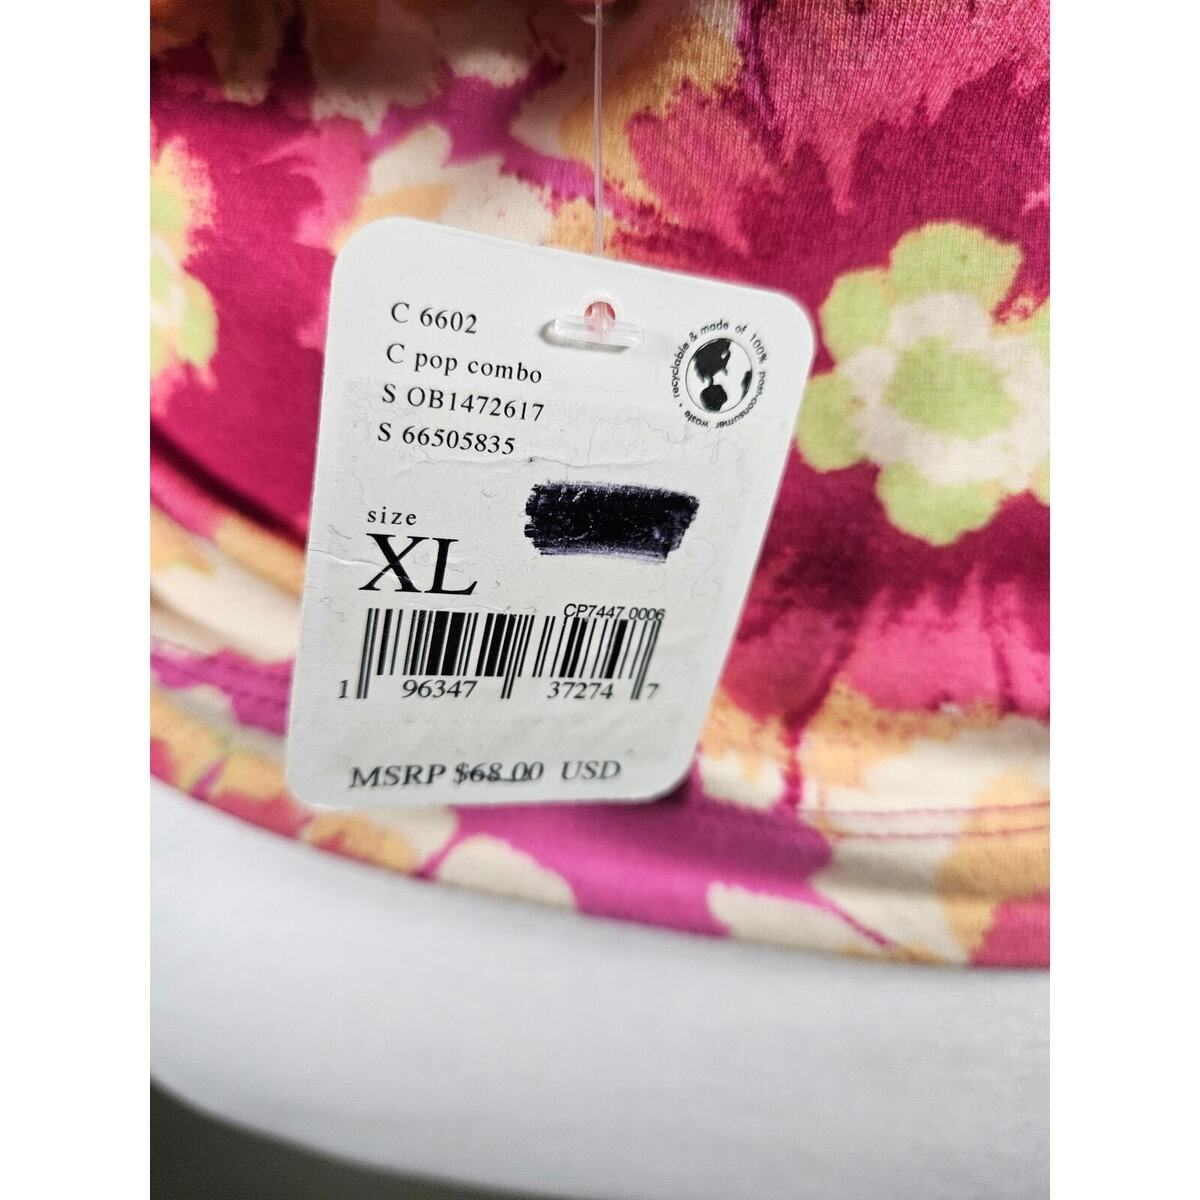 C 6602
C pop combo
S OB1472617
S 66505835
recyclable & made of 100% post-consumer waste •
size
XL
CP7447 0006
1 96347 37274 7
MSRP $68.00 USD